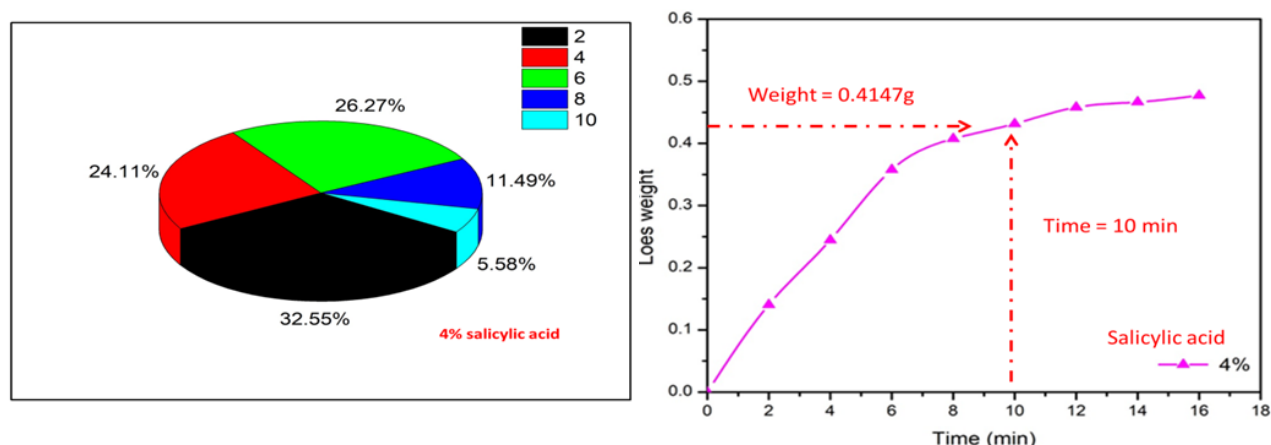 2
4
6
8
10
26.27%
24.11%
11.49%
5.58%
32.55%
4% salicylic acid
0.6
0.5
0.4
0.3
0.2
0.1
0.0
Loes weight
Weight = 0.4147g
Time = 10 min
Salicylic acid
4%
0 2 4 6 8 10 12 14 16 18
Time (min)